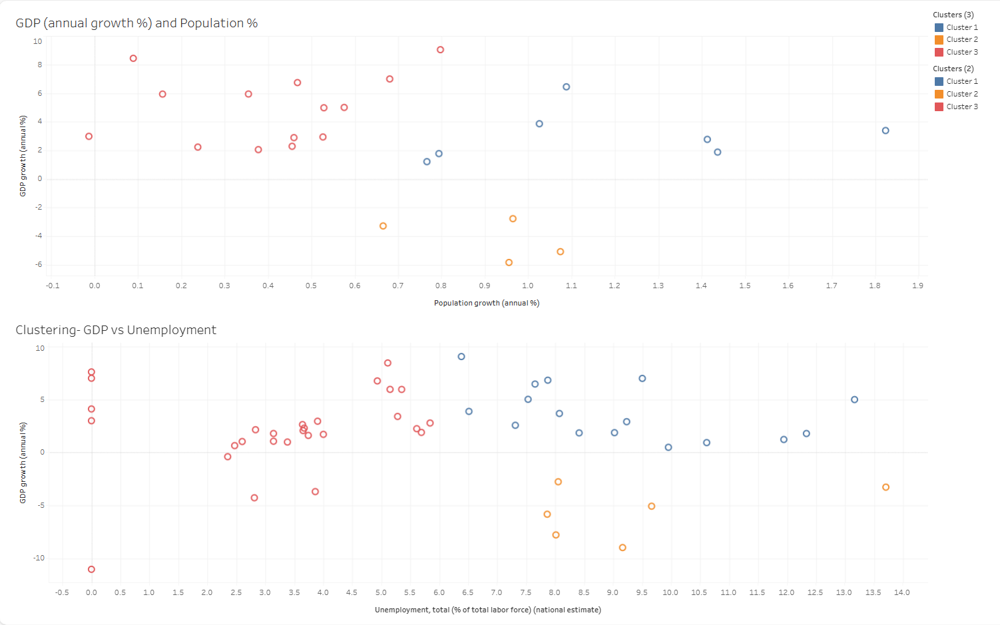 GDP (annual growth %) and Population %
Clusters (3)
Cluster 1
Cluster 2
Cluster 3
Clusters (2)
Cluster 1
Cluster 2
Cluster 3
GDP growth (annual %)
10
8
6
4
2
0
-2
-4
-6
-0.1 0.0 0.1 0.2 0.3 0.4 0.5 0.6 0.7 0.8 0.9 1.0 1.1 1.2 1.3 1.4 1.5 1.6 1.7 1.8 1.9
Population growth (annual %)
Clustering- GDP vs Unemployment
GDP growth (annual %)
10
5
0
-5
-10
-0.5 0.0 0.5 1.0 1.5 2.0 2.5 3.0 3.5 4.0 4.5 5.0 5.5 6.0 6.5 7.0 7.5 8.0 8.5 9.0 9.5 10.0 10.5 11.0 11.5 12.0 12.5 13.0 13.5 14.0
Unemployment, total (% of total labor force) (national estimate)